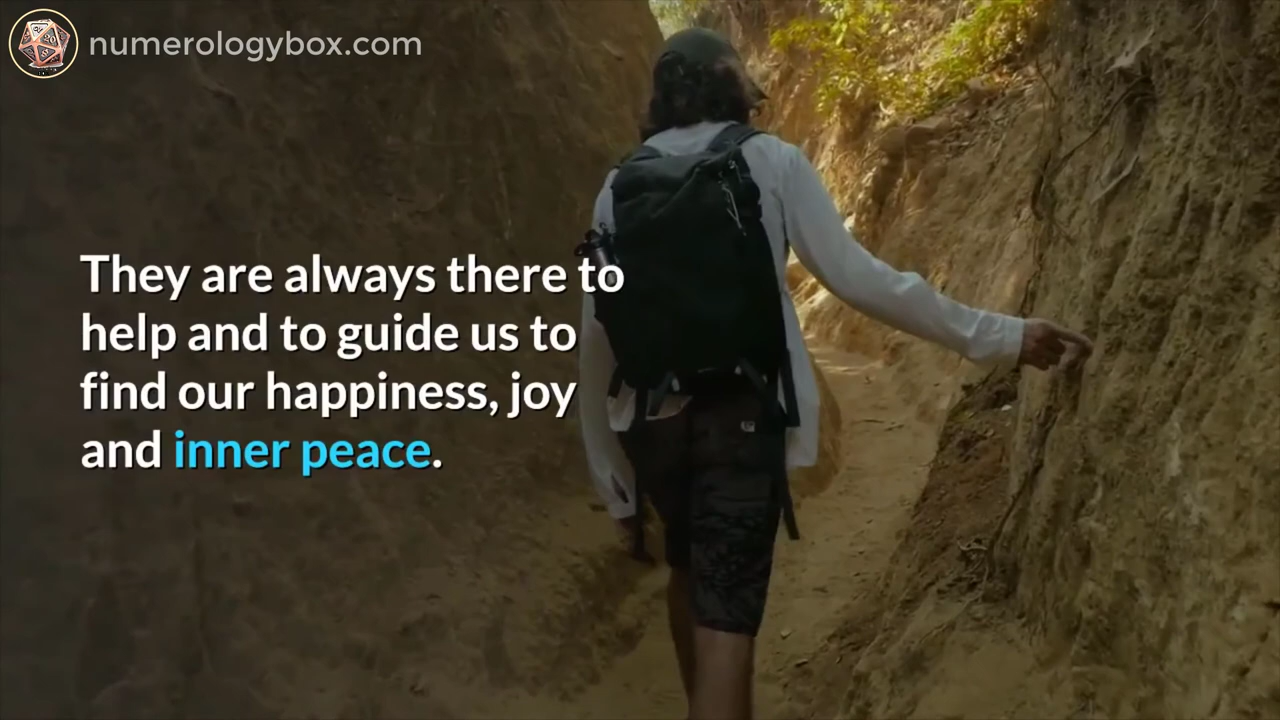 numerologybox.com
They are always there to
help and to guide us to
find our happiness, joy
and inner peace.